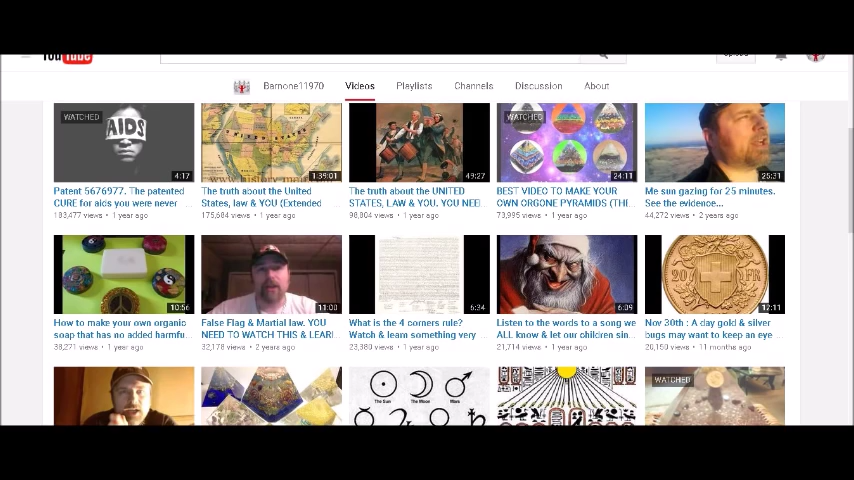 YouTube
Upload
Barnone11970 Videos Playlists Channels Discussion About
WATCHED
AIDS
4:17
1:39:01
49:27
WATCHED
24:11
25:31
Patent 5676977. The patented
CURE for aids you were never
183,477 views • 1 year ago
The truth about the United
States, law & YOU (Extended
175,684 views • 1 year ago
The truth about the UNITED
STATES, LAW & YOU. YOU NEE
98,804 views • 1 year ago
BEST VIDEO TO MAKE YOUR
OWN ORGONE PYRAMIDS (THE
73,995 views • 1 year ago
Me sun gazing for 25 minutes.
See the evidence...
44,272 views • 2 years ago
10:56
11:00
6:34
6:09
20 FR
12:11
How to make your own organic
soap that has no added harmfu...
38,271 views • 1 year ago
False Flag & Martial law. YOU
NEED TO WATCH THIS & LEAR
32,178 views • 2 years ago
What is the 4 corners rule?
Watch & learn something very
23,880 views • 1 year ago
Listen to the words to a song we
ALL know & let our children sin...
21,714 views • 1 year ago
Nov 30th : A day gold & silver
bugs may want to keep an eye
20,150 views • 11 months ago
The Sun The Moon Mars
WATCHED